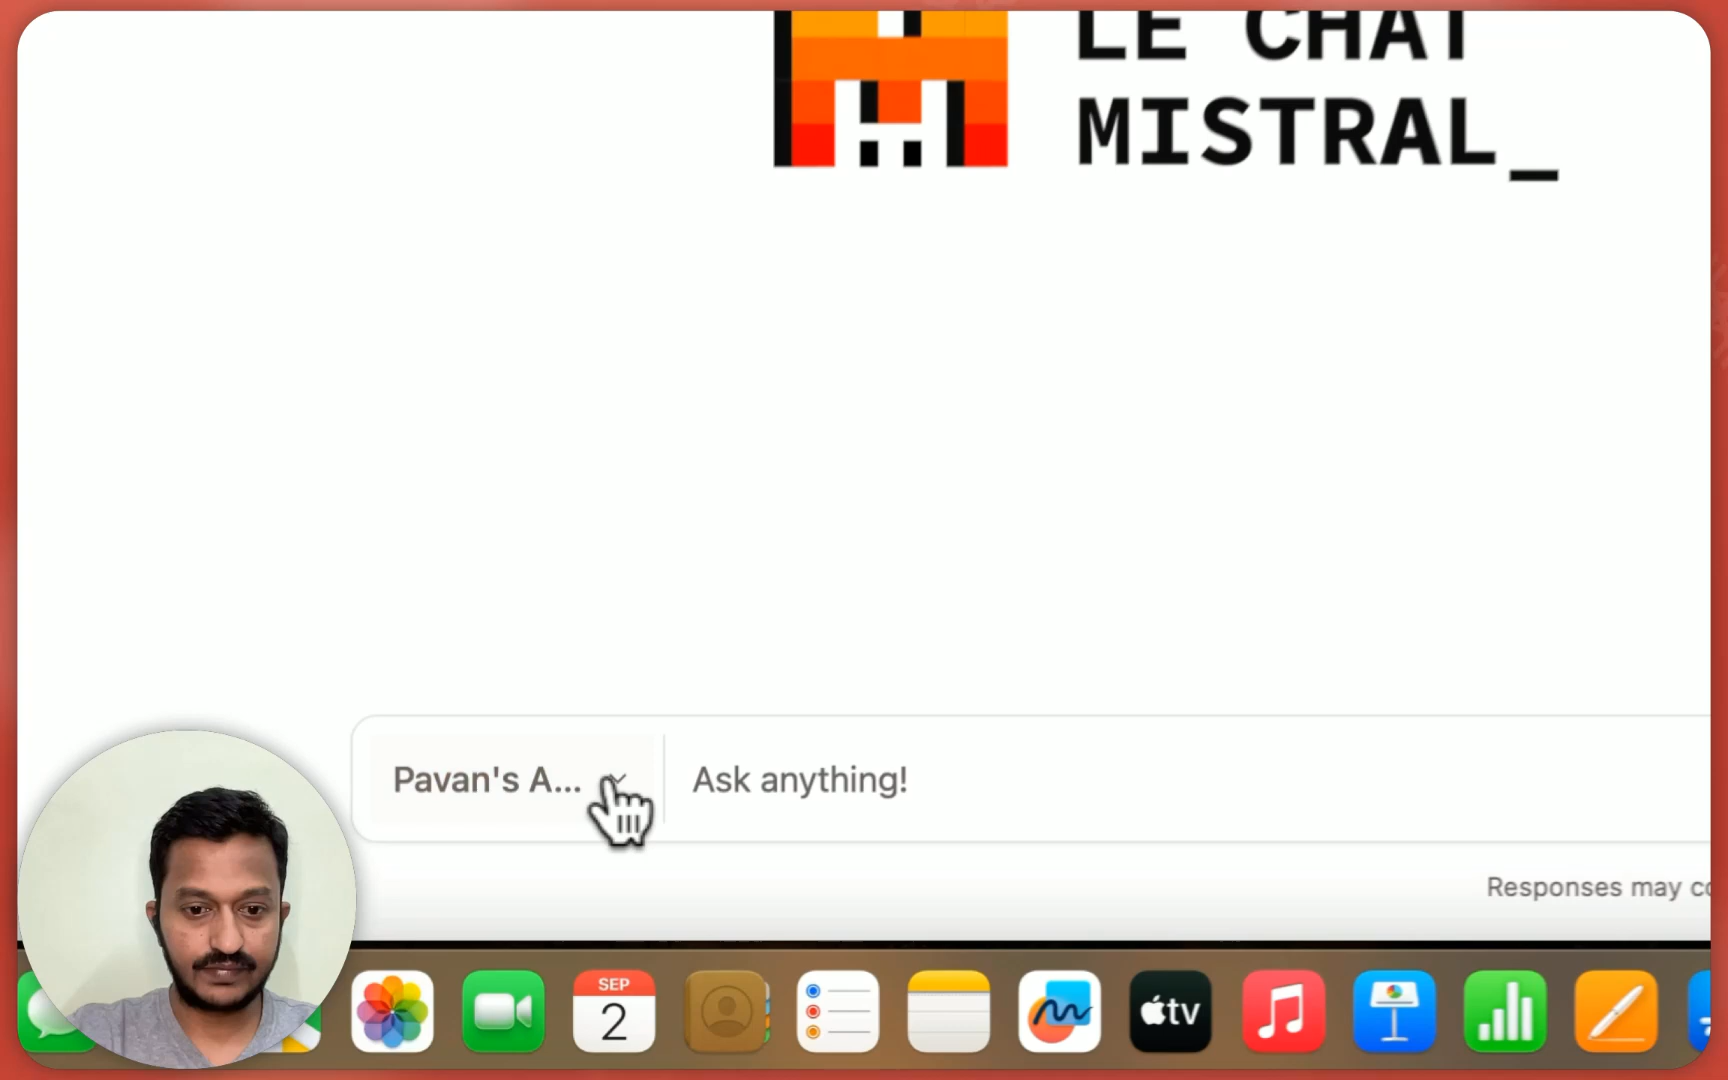 LE CHAT
MISTRAL_
Pavan's A...
Ask anything!
Responses may
SEP
2
tv